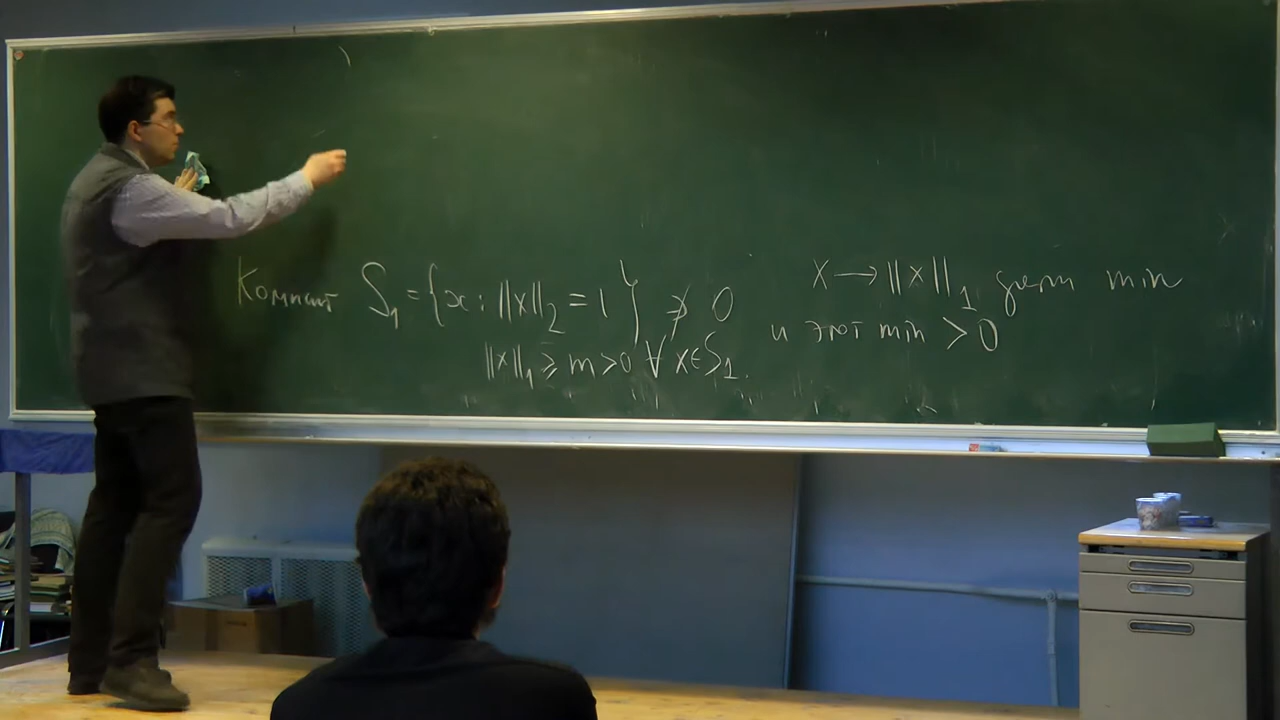 Компакт S₁ = {x : ||x||₂ = 1} ∌ 0
||x||₁ ⩾ m > 0 ∀ x ∈ S₁.
x → ||x||₁ дост min
и этот min > 0